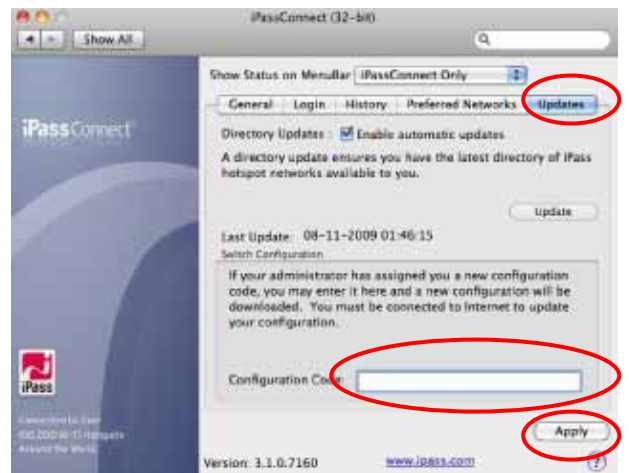 iPassConnect (32-bit)
Show All
Show Status on MenuBar iPassConnect Only
General Login History Preferred Networks Updates
iPassConnect
Directory Updates : Enable automatic updates
A directory update ensures you have the latest directory of iPass
hotspot networks available to you.
Update
Last Update: 08-11-2009 01:46:15
Switch Configuration
If your administrator has assigned you a new configuration
code, you may enter it here and a new configuration will be
downloaded. You must be connected to Internet to update
your configuration.
Configuration Code:
iPass
Apply
Around the World
Version: 3.1.0.7160 www.ipass.com ?